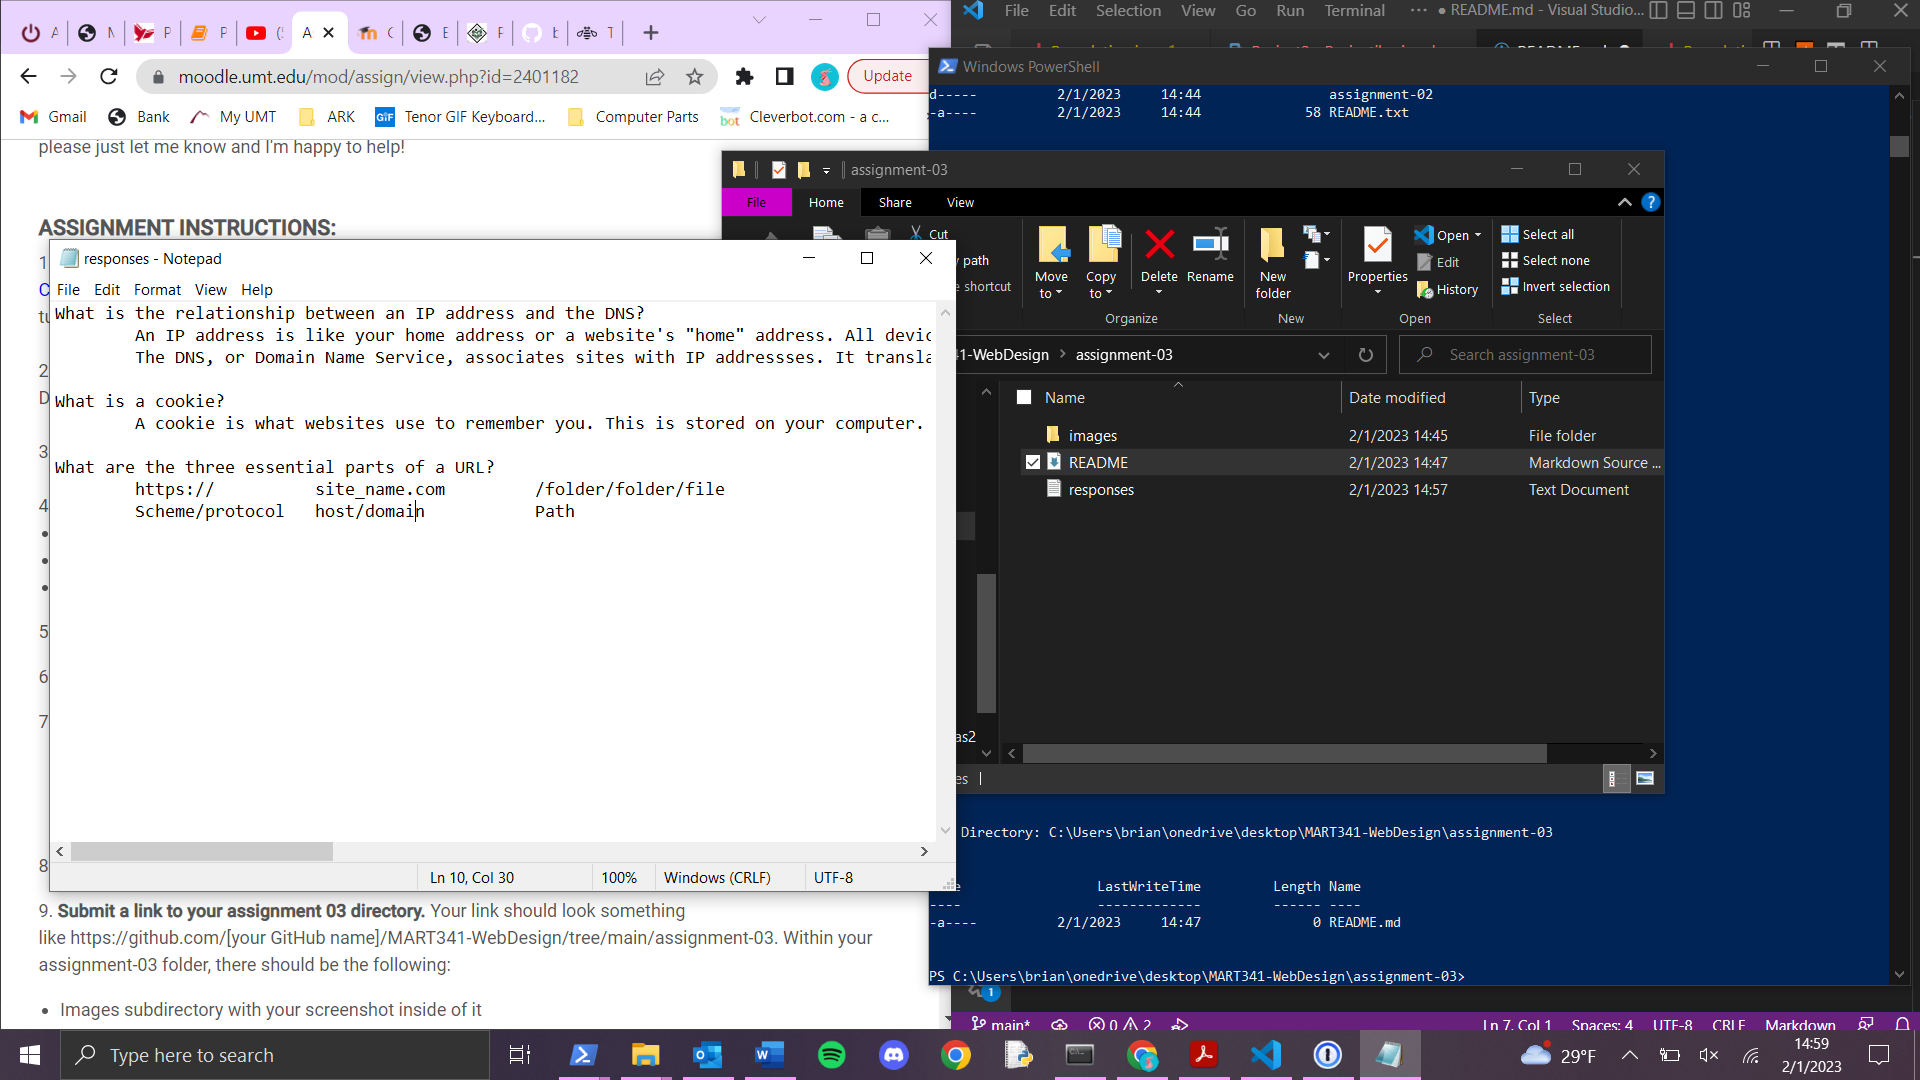 A
N
P
P
(
A
C
E
F
t
T
File Edit Selection View Go Run Terminal ··· ● README.md - Visual Studio...
moodle.umt.edu/mod/assign/view.php?id=2401182
Update
Windows PowerShell
Gmail Bank My UMT ARK Tenor GIF Keyboard... Computer Parts Cleverbot.com - a c...
d----- 2/1/2023 14:44 assignment-02
-a---- 2/1/2023 14:44 58 README.txt
please just let me know and I'm happy to help!
assignment-03
File Home Share View
ASSIGNMENT INSTRUCTIONS:
Cut
path
e shortcut
Move to
Copy to
Delete
Rename
New folder
Properties
Open
Edit
History
Select all
Select none
Invert selection
Organize New Open Select
41-WebDesign > assignment-03
Search assignment-03
Name Date modified Type
images 2/1/2023 14:45 File folder
README 2/1/2023 14:47 Markdown Source ...
responses 2/1/2023 14:57 Text Document
as2
es
responses - Notepad
File Edit Format View Help
What is the relationship between an IP address and the DNS?
An IP address is like your home address or a website's "home" address. All devic
The DNS, or Domain Name Service, associates sites with IP addressses. It transla
What is a cookie?
A cookie is what websites use to remember you. This is stored on your computer.
What are the three essential parts of a URL?
https:// site_name.com /folder/folder/file
Scheme/protocol host/domain Path
Ln 10, Col 30 100% Windows (CRLF) UTF-8
1
C
tu
2
D
3
4
5
6
7
8
9. Submit a link to your assignment 03 directory. Your link should look something
like https://github.com/[your GitHub name]/MART341-WebDesign/tree/main/assignment-03. Within your
assignment-03 folder, there should be the following:
• Images subdirectory with your screenshot inside of it
Directory: C:\Users\brian\onedrive\desktop\MART341-WebDesign\assignment-03
e LastWriteTime Length Name
---- ------------- ------ ----
-a---- 2/1/2023 14:47 0 README.md
PS C:\Users\brian\onedrive\desktop\MART341-WebDesign\assignment-03>
1
main* 0 2 Ln 7, Col 1 Spaces: 4 UTF-8 CRLF Markdown
Type here to search
29°F
14:59
2/1/2023